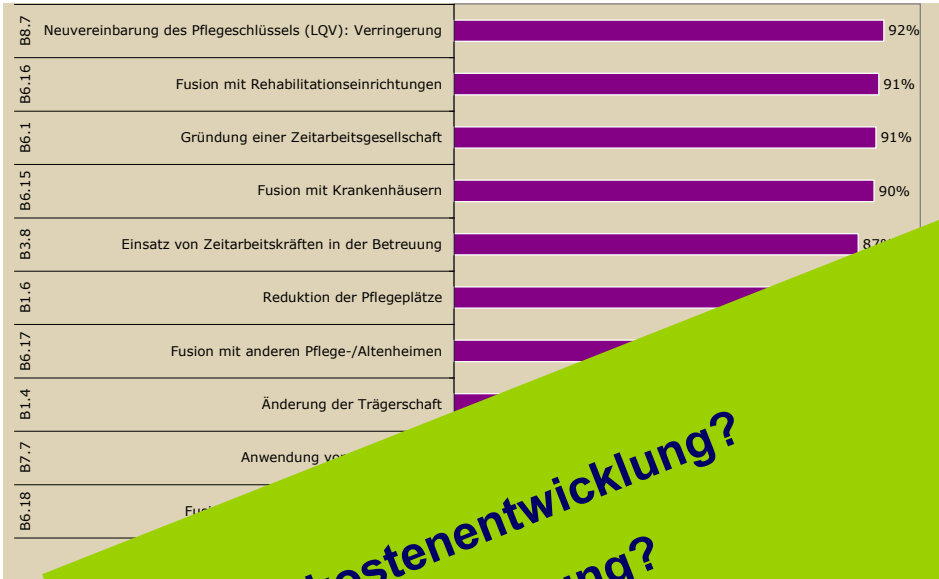 B8.7 Neuvereinbarung des Pflegeschlüssels (LQV): Verringerung 92%
B6.16 Fusion mit Rehabilitationseinrichtungen 91%
B6.1 Gründung einer Zeitarbeitsgesellschaft 91%
B6.15 Fusion mit Krankenhäusern 90%
B3.8 Einsatz von Zeitarbeitskräften in der Betreuung 87%
B1.6 Reduktion der Pflegeplätze
B6.17 Fusion mit anderen Pflege-/Altenheimen
B1.4 Änderung der Trägerschaft
B7.7 Anwendung
B6.18
kostenentwicklung?
ung?